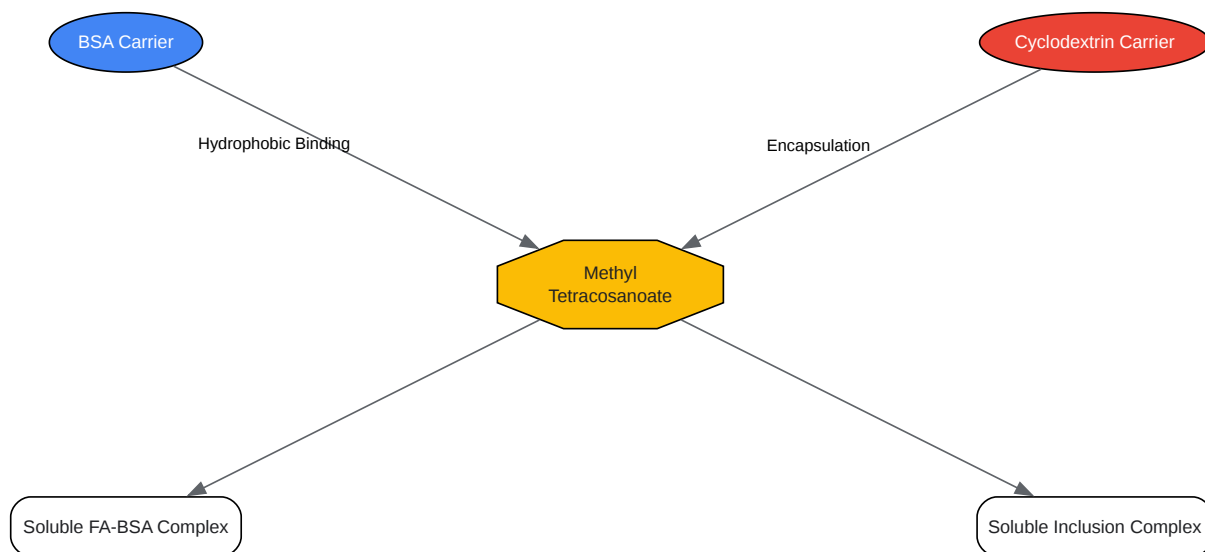 BSA Carrier
Cyclodextrin Carrier
Hydrophobic Binding
Encapsulation
Methyl
Tetracosanoate
Soluble FA-BSA Complex
Soluble Inclusion Complex